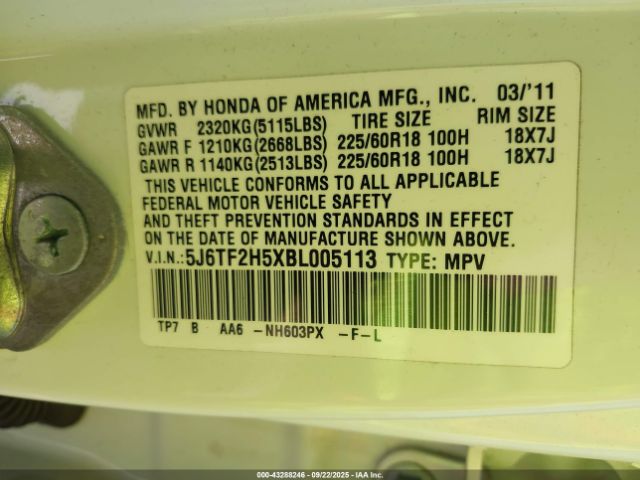 MFD. BY HONDA OF AMERICA MFG., INC. 03/'11
GVWR 2320KG(5115LBS) TIRE SIZE RIM SIZE
GAWR F 1210KG(2668LBS) 225/60R18 100H 18X7J
GAWR R 1140KG(2513LBS) 225/60R18 100H 18X7J
THIS VEHICLE CONFORMS TO ALL APPLICABLE
FEDERAL MOTOR VEHICLE SAFETY
AND THEFT PREVENTION STANDARDS IN EFFECT
ON THE DATE OF MANUFACTURE SHOWN ABOVE.
V.I.N.:5J6TF2H5XBL005113 TYPE: MPV
TP7 B AA6 -NH603PX -F-L
000-43288246 - 09/22/2025 - IAA, Inc.